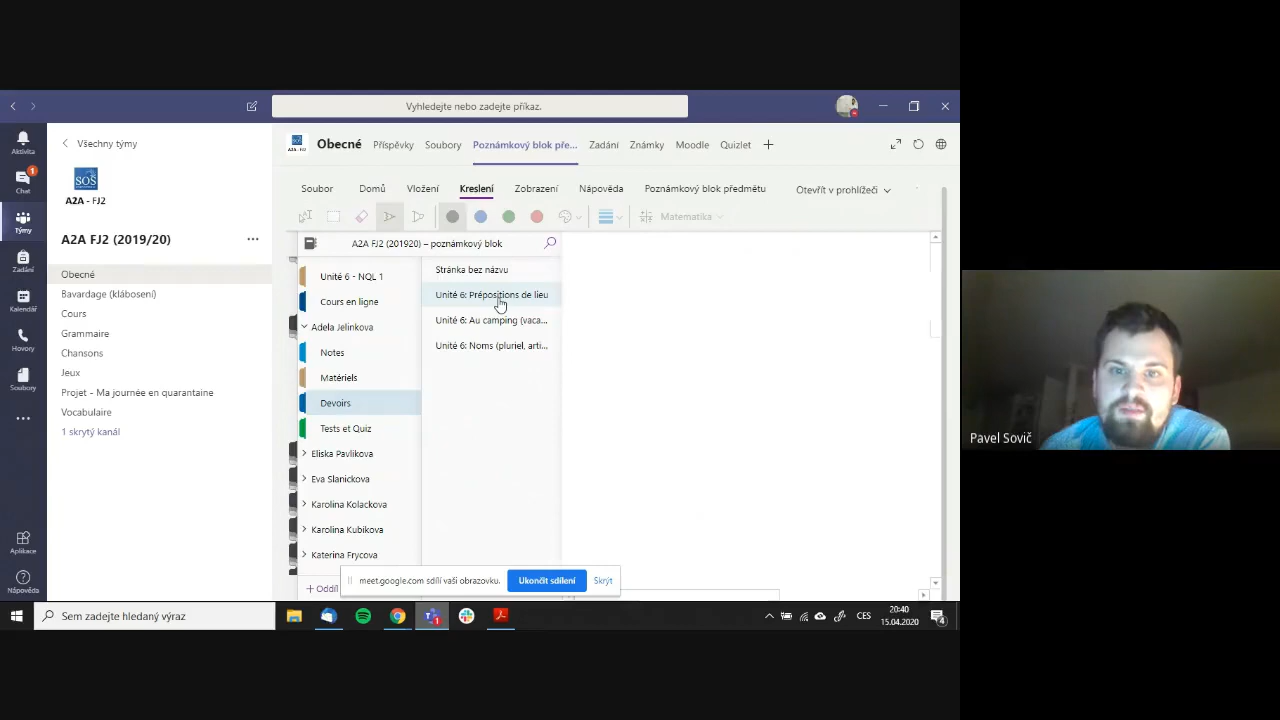 Vyhledejte nebo zadejte příkaz.
Aktivita
Chat
1
Týmy
Zadání
Kalendář
Hovory
Soubory
Aplikace
Nápověda
Všechny týmy
SOŠ
A2A - FJ2
A2A FJ2 (2019/20)
Obecné
Bavardage (klábosení)
Cours
Grammaire
Chansons
Jeux
Projet - Ma journée en quarantaine
Vocabulaire
1 skrytý kanál
Obecné
Příspěvky
Soubory
Poznámkový blok pře...
Zadání
Známky
Moodle
Quizlet
Soubor
Domů
Vložení
Kreslení
Zobrazení
Nápověda
Poznámkový blok předmětu
Otevřít v prohlížeči
Matematika
A2A FJ2 (201920) – poznámkový blok
Unité 6 - NQL 1
Cours en ligne
Adela Jelinkova
Notes
Matériels
Devoirs
Tests et Quiz
Eliska Pavlikova
Eva Slanickova
Karolina Kolackova
Karolina Kubikova
Katerina Frycova
+ Oddíl
Stránka bez názvu
Unité 6: Prépositions de lieu
Unité 6: Au camping (vaca...
Unité 6: Noms (pluriel, arti...
meet.google.com sdílí vaši obrazovku.
Ukončit sdílení
Skrýt
Sem zadejte hledaný výraz
CES
20:40
15.04.2020
4
Pavel Sovič